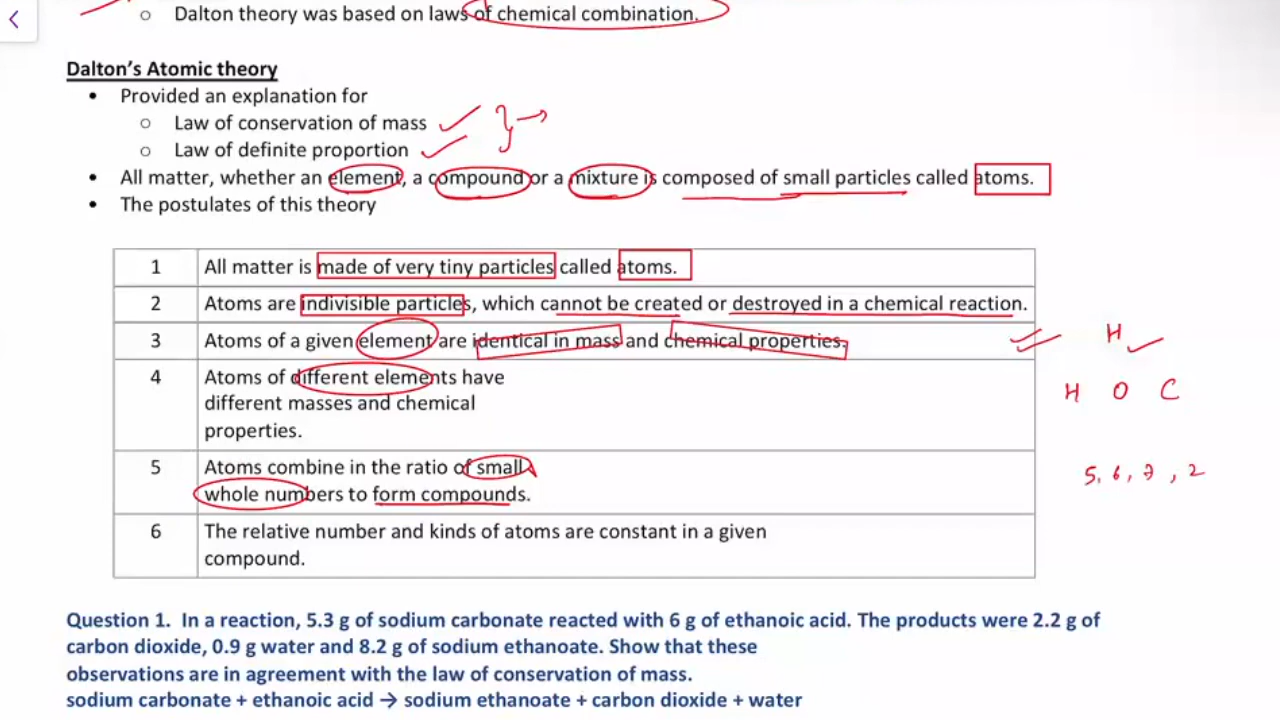 o Dalton theory was based on laws of chemical combination.
Dalton's Atomic theory
• Provided an explanation for
o Law of conservation of mass
o Law of definite proportion
• All matter, whether an element, a compound or a mixture is composed of small particles called atoms.
• The postulates of this theory
1 All matter is made of very tiny particles called atoms.
2 Atoms are indivisible particles, which cannot be created or destroyed in a chemical reaction.
3 Atoms of a given element are identical in mass and chemical properties.
H
4 Atoms of different elements have
different masses and chemical
properties.
H O C
5 Atoms combine in the ratio of small
whole numbers to form compounds.
5, 6, 7, 2
6 The relative number and kinds of atoms are constant in a given
compound.
Question 1. In a reaction, 5.3 g of sodium carbonate reacted with 6 g of ethanoic acid. The products were 2.2 g of
carbon dioxide, 0.9 g water and 8.2 g of sodium ethanoate. Show that these
observations are in agreement with the law of conservation of mass.
sodium carbonate + ethanoic acid → sodium ethanoate + carbon dioxide + water